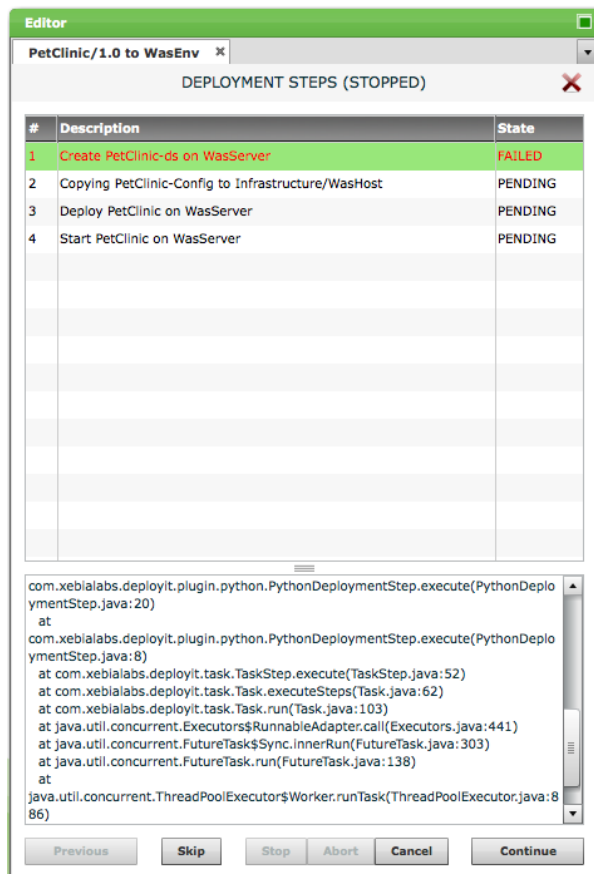 Editor
PetClinic/1.0 to WasEnv
DEPLOYMENT STEPS (STOPPED)
# Description State
1 Create PetClinic-ds on WasServer FAILED
2 Copying PetClinic-Config to Infrastructure/WasHost PENDING
3 Deploy PetClinic on WasServer PENDING
4 Start PetClinic on WasServer PENDING
com.xebialabs.deployit.plugin.python.PythonDeploymentStep.execute(PythonDeplo
ymentStep.java:20)
at
com.xebialabs.deployit.plugin.python.PythonDeploymentStep.execute(PythonDeplo
ymentStep.java:8)
at com.xebialabs.deployit.task.TaskStep.execute(TaskStep.java:52)
at com.xebialabs.deployit.task.Task.executeSteps(Task.java:62)
at com.xebialabs.deployit.task.Task.run(Task.java:103)
at java.util.concurrent.Executors$RunnableAdapter.call(Executors.java:441)
at java.util.concurrent.FutureTask$Sync.innerRun(FutureTask.java:303)
at java.util.concurrent.FutureTask.run(FutureTask.java:138)
at
java.util.concurrent.ThreadPoolExecutor$Worker.runTask(ThreadPoolExecutor.java:8
86)
Previous Skip Stop Abort Cancel Continue